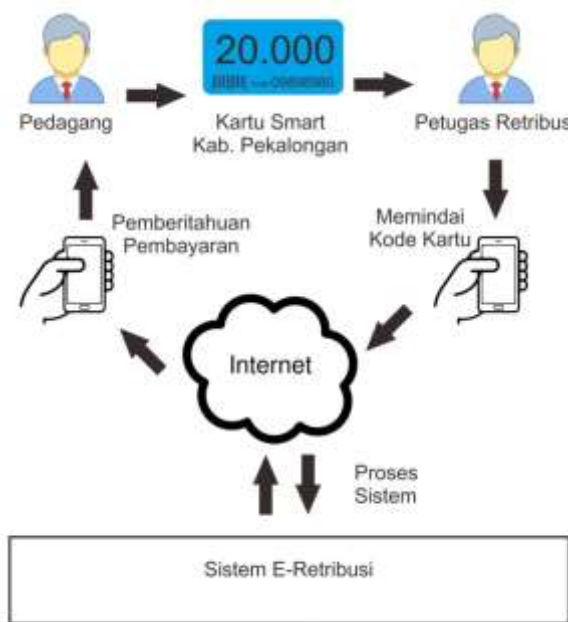 20.000
Pedagang
Kartu Smart
Kab. Pekalongan
Petugas Retribus
Pemberitahuan
Pembayaran
Memindai
Kode Kartu
Internet
Proses
Sistem
Sistem E-Retribusi